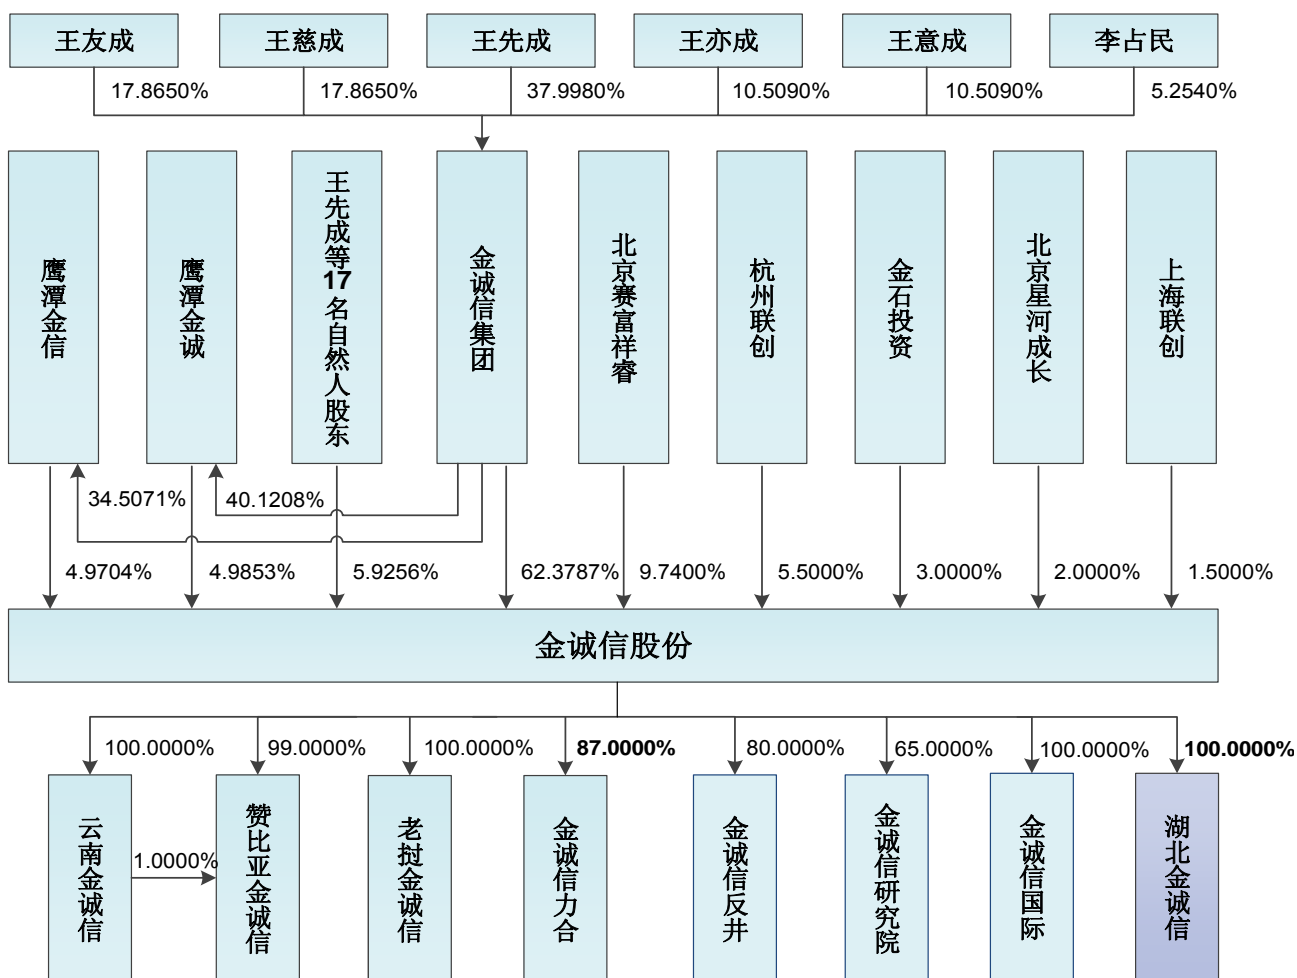 王友成
王慈成
王先成
王亦成
王意成
李占民
17.8650%
17.8650%
37.9980%
10.5090%
10.5090%
5.2540%
鹰潭金信
鹰潭金诚
王先成等17名自然人股东
金诚信集团
北京赛富祥睿
杭州联创
金石投资
北京星河成长
上海联创
34.5071%
40.1208%
4.9704%
4.9853%
5.9256%
62.3787%
9.7400%
5.5000%
3.0000%
2.0000%
1.5000%
金诚信股份
100.0000%
99.0000%
100.0000%
87.0000%
80.0000%
65.0000%
100.0000%
100.0000%
云南金诚信
1.0000%
赞比亚金诚信
老挝金诚信
金诚信力合
金诚信反井
金诚信研究院
金诚信国际
湖北金诚信